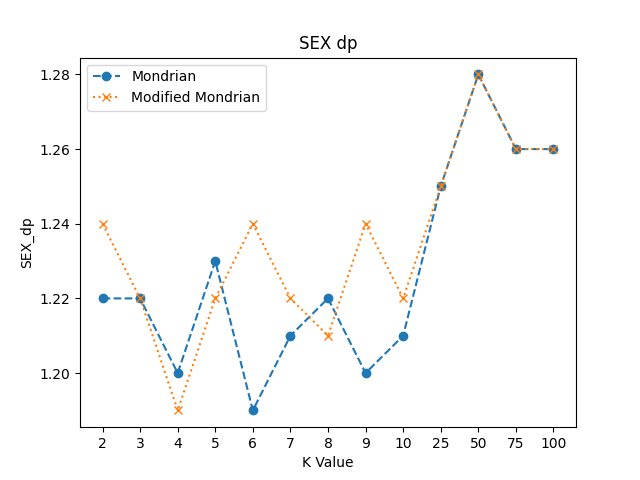 SEX dp
Mondrian
Modified Mondrian
1.28
1.26
1.24
1.22
1.20
SEX_dp
2 3 4 5 6 7 8 9 10 25 50 75 100
K Value